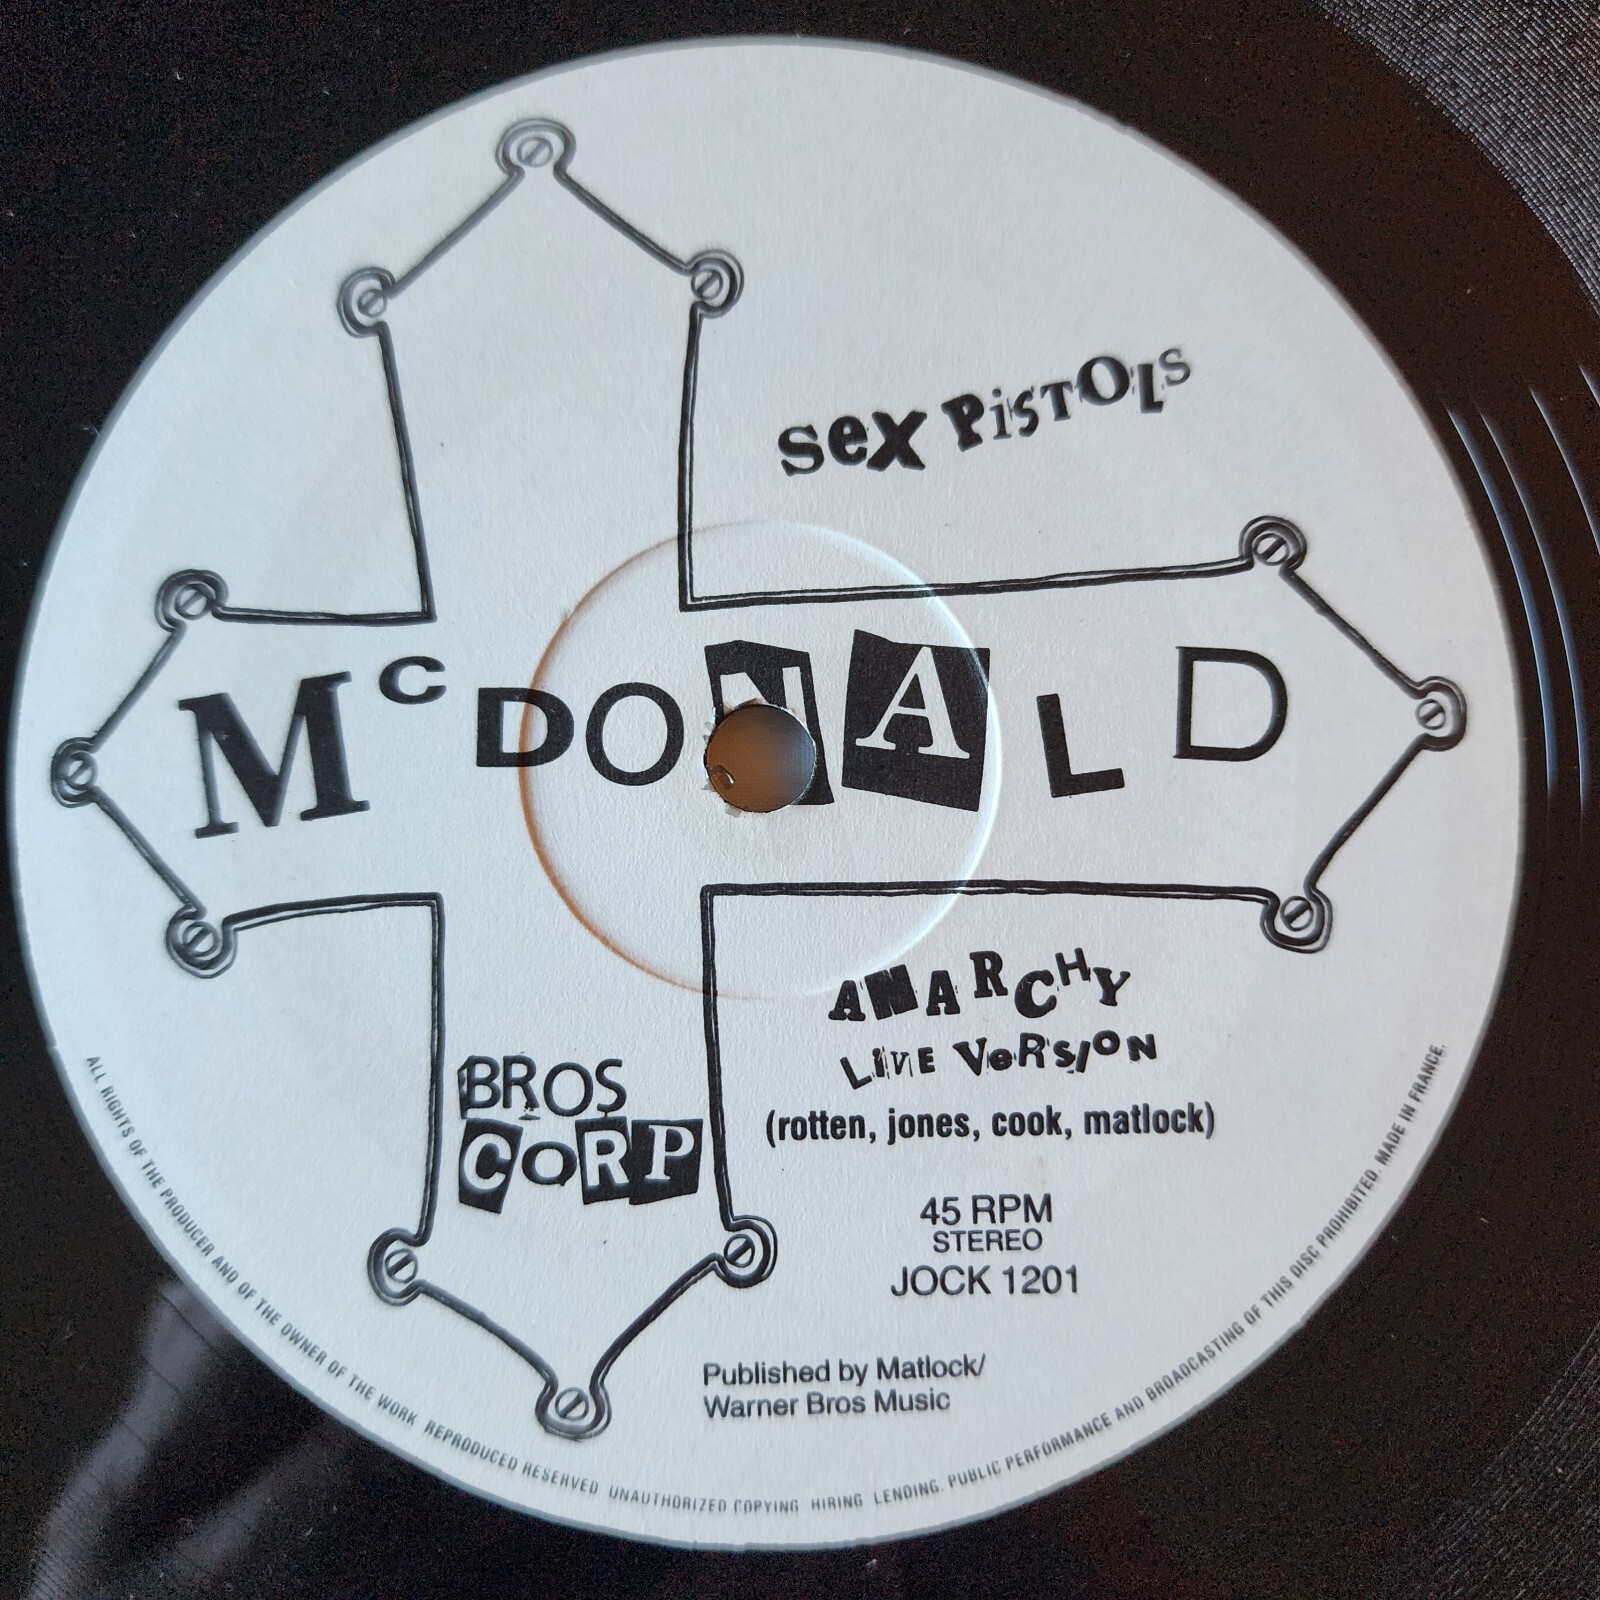 Sex PiSTOLS
McDONALD
BROS
CORP
ANARCHY
LiVE VeRSION
(rotten, jones, cook, matlock)
45 RPM
STEREO
JOCK 1201
Published by Matlock/
Warner Bros Music
ALL RIGHTS OF THE PRODUCER AND OF THE OWNER OF THE WORK REPRODUCED RESERVED UNAUTHORIZED COPYING HIRING LENDING. PUBLIC PERFORMANCE AND BROADCASTING OF THIS DISC PROHIBITED. MADE IN FRANCE.